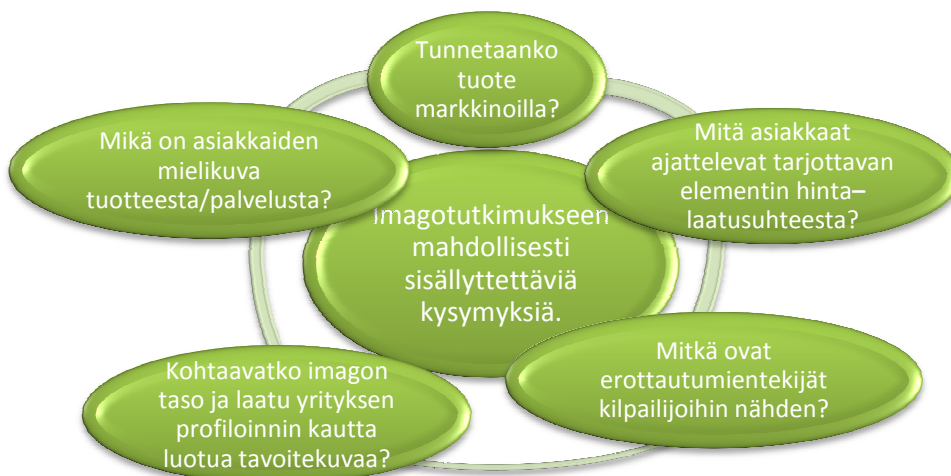 Tunnetaanko
tuote
markkinoilla?
Mitä asiakkaat
ajattelevat tarjottavan
elementin hinta–
laatusuhteesta?
Mitkä ovat
erottautumientekijät
kilpailijoihin nähden?
Kohtaavatko imagon
taso ja laatu yrityksen
profiloinnin kautta
luotua tavoitekuvaa?
Mikä on asiakkaiden
mielikuva
tuotteesta/palvelusta?
Imagotutkimukseen
mahdollisesti
sisällyttettäviä
kysymyksiä.